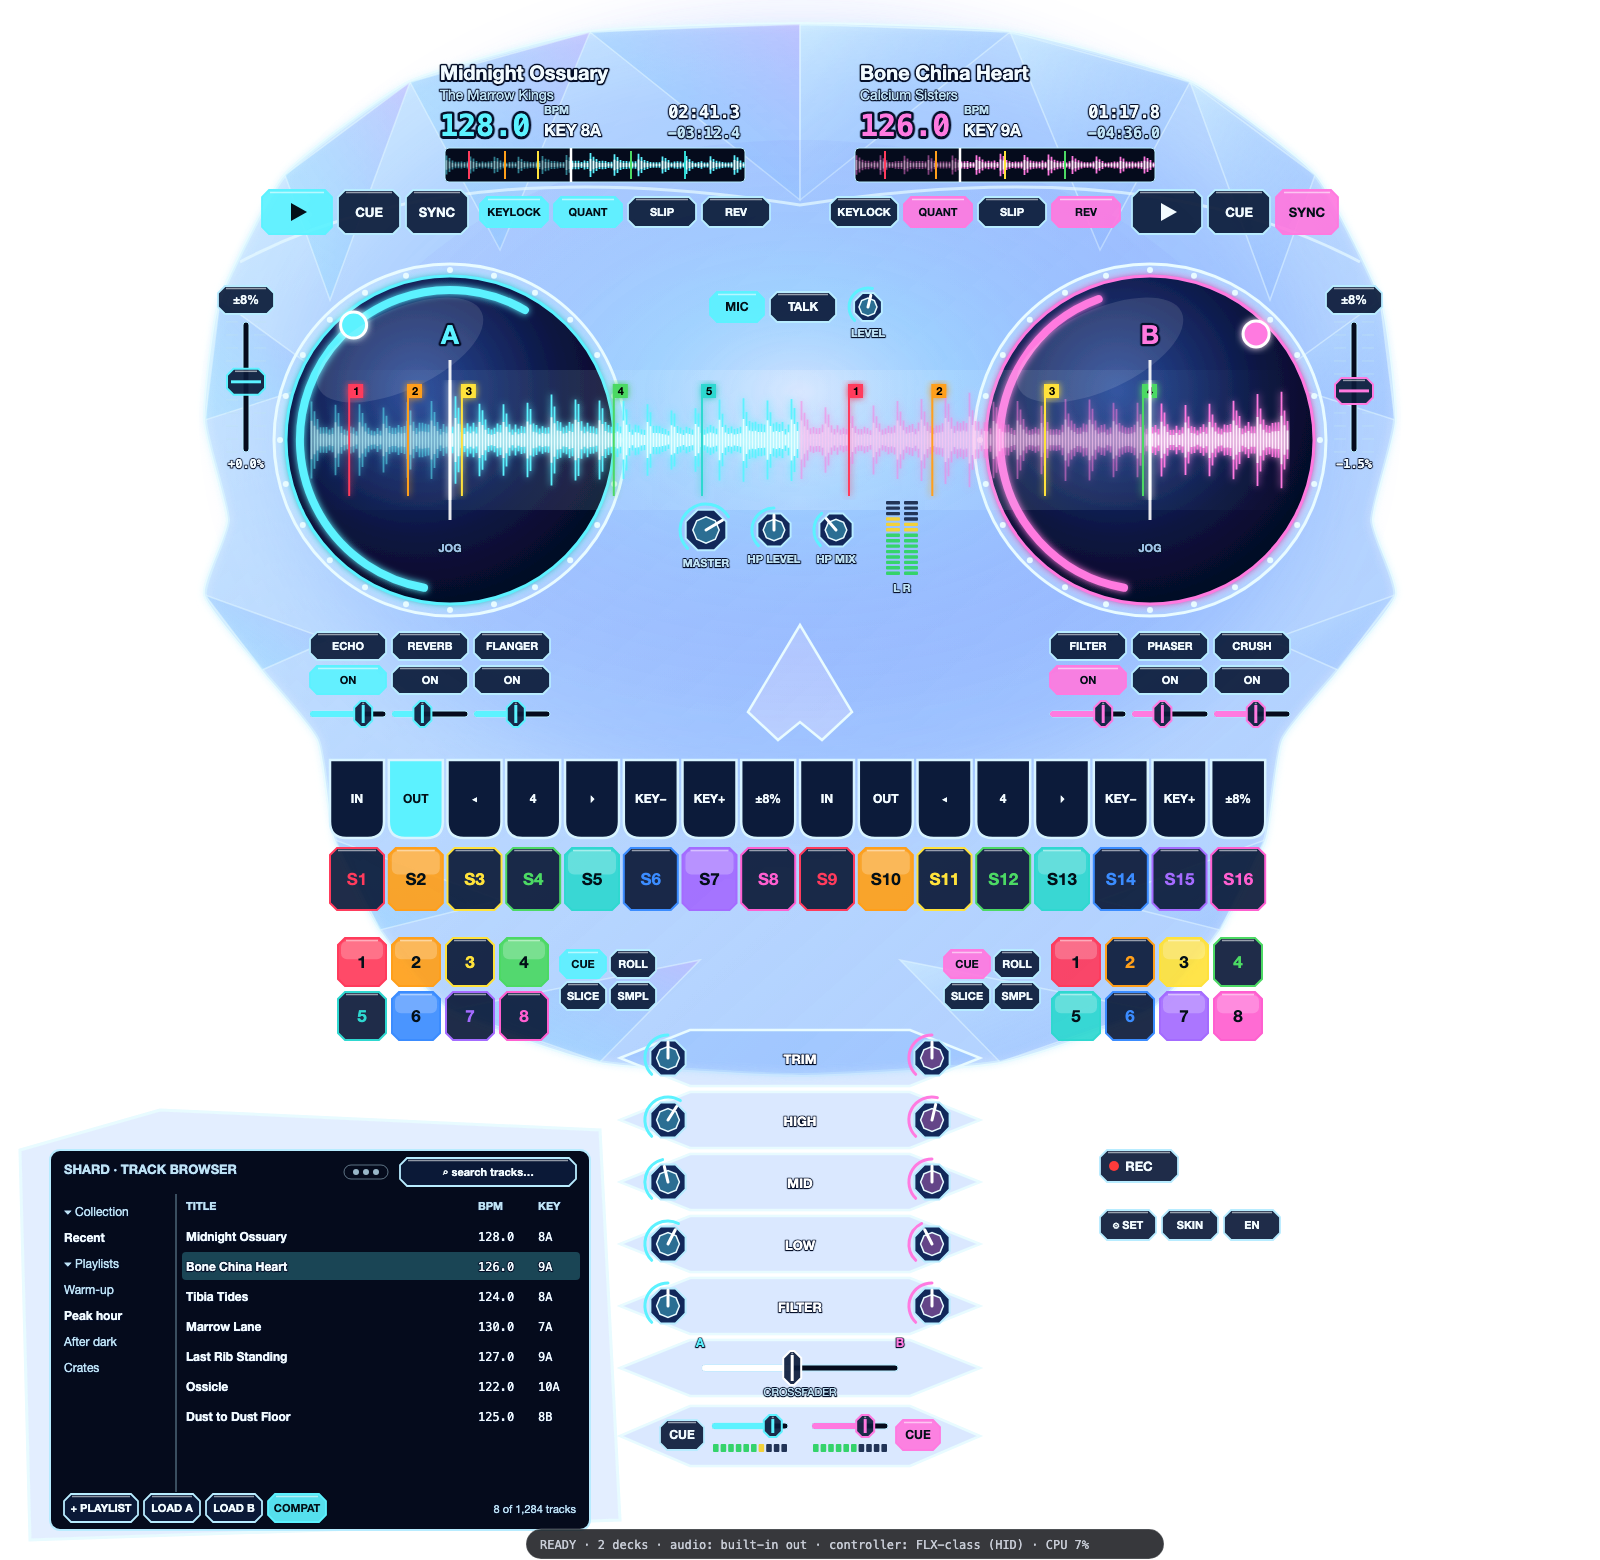 Midnight Ossuary
The Marrow Kings
128.0 BPM KEY 8A 02:41.3 −03:12.4
Bone China Heart
Calcium Sisters
126.0 BPM KEY 9A 01:17.8 −04:36.0
CUE SYNC KEYLOCK QUANT SLIP REV
KEYLOCK QUANT SLIP REV CUE SYNC
±8%
MIC TALK LEVEL
±8%
A
B
1 2 3 4 5
1 2 3 4
+0.0%
−1.5%
JOG
MASTER HP LEVEL HP MIX L R
JOG
ECHO REVERB FLANGER
ON ON ON
FILTER PHASER CRUSH
ON ON ON
IN OUT ◂ 4 ▸ KEY− KEY+ ±8% IN OUT ◂ 4 ▸ KEY− KEY+ ±8%
S1 S2 S3 S4 S5 S6 S7 S8 S9 S10 S11 S12 S13 S14 S15 S16
1 2 3 4 CUE ROLL
5 6 7 8 SLICE SMPL
CUE ROLL 1 2 3 4
SLICE SMPL 5 6 7 8
TRIM
HIGH
MID
LOW
FILTER
A B
CROSSFADER
CUE CUE
SHARD · TRACK BROWSER
⌕ search tracks…
▾ Collection
Recent
▾ Playlists
Warm-up
Peak hour
After dark
Crates
TITLE BPM KEY
Midnight Ossuary 128.0 8A
Bone China Heart 126.0 9A
Tibia Tides 124.0 8A
Marrow Lane 130.0 7A
Last Rib Standing 127.0 9A
Ossicle 122.0 10A
Dust to Dust Floor 125.0 8B
+ PLAYLIST LOAD A LOAD B COMPAT 8 of 1,284 tracks
REC
⚙ SET SKIN EN
READY · 2 decks · audio: built−in out · controller: FLX−class (HID) · CPU 7%